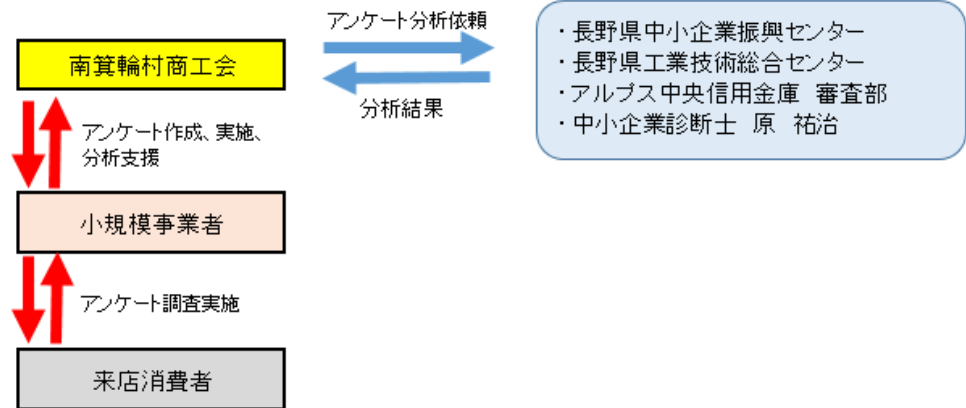 アンケート分析依頼
南箕輪村商工会
分析結果
・長野県中小企業振興センター
・長野県工業技術総合センター
・アルプス中央信用金庫 審査部
・中小企業診断士 原 祐治
アンケート作成、実施、
分析支援
小規模事業者
アンケート調査実施
来店消費者